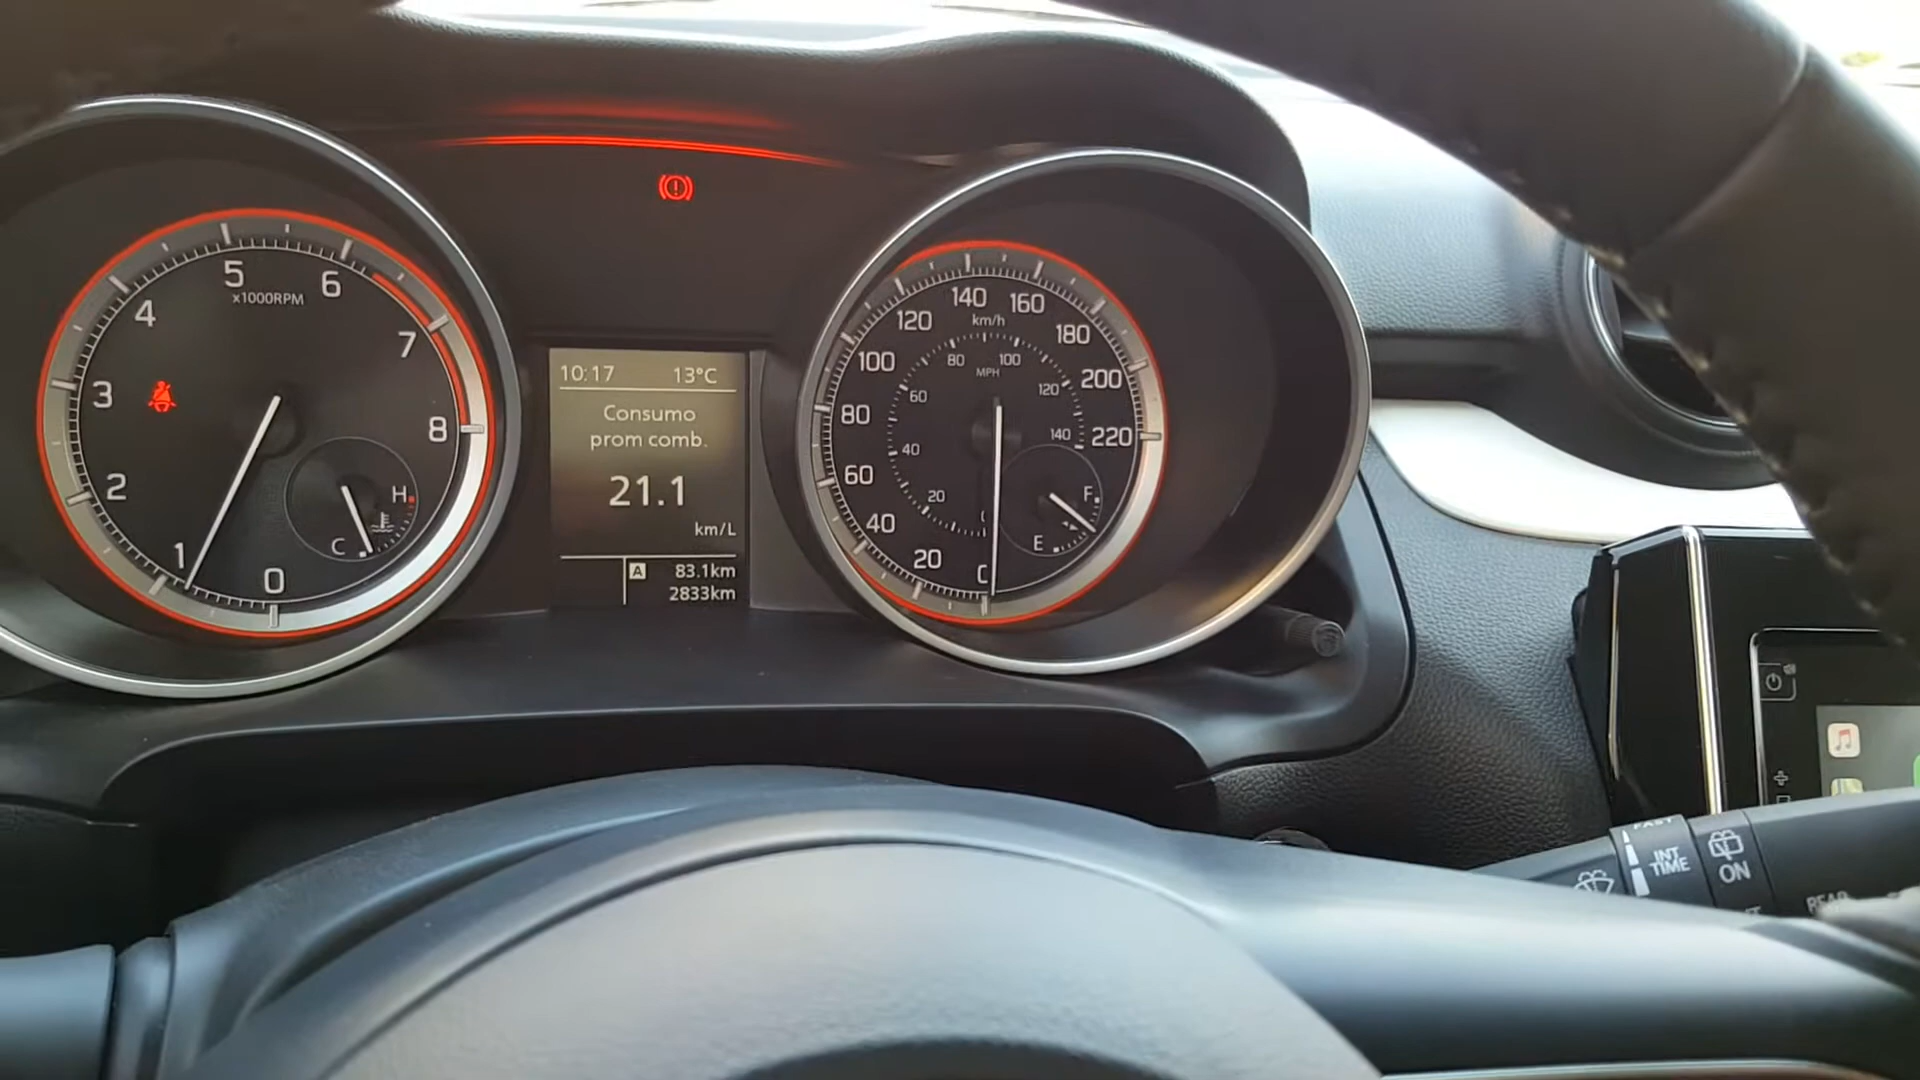 5
x1000RPM
6
4
7
3
8
2
H
C
1
0
10:17 13°C
Consumo
prom comb.
21.1
km/L
A 83.1km
2833km
140
160
km/h
120
180
100
80
100
MPH
200
120
60
80
140
220
40
60
F
20
40
E
20
FAST
INT
TIME
ON
REAR